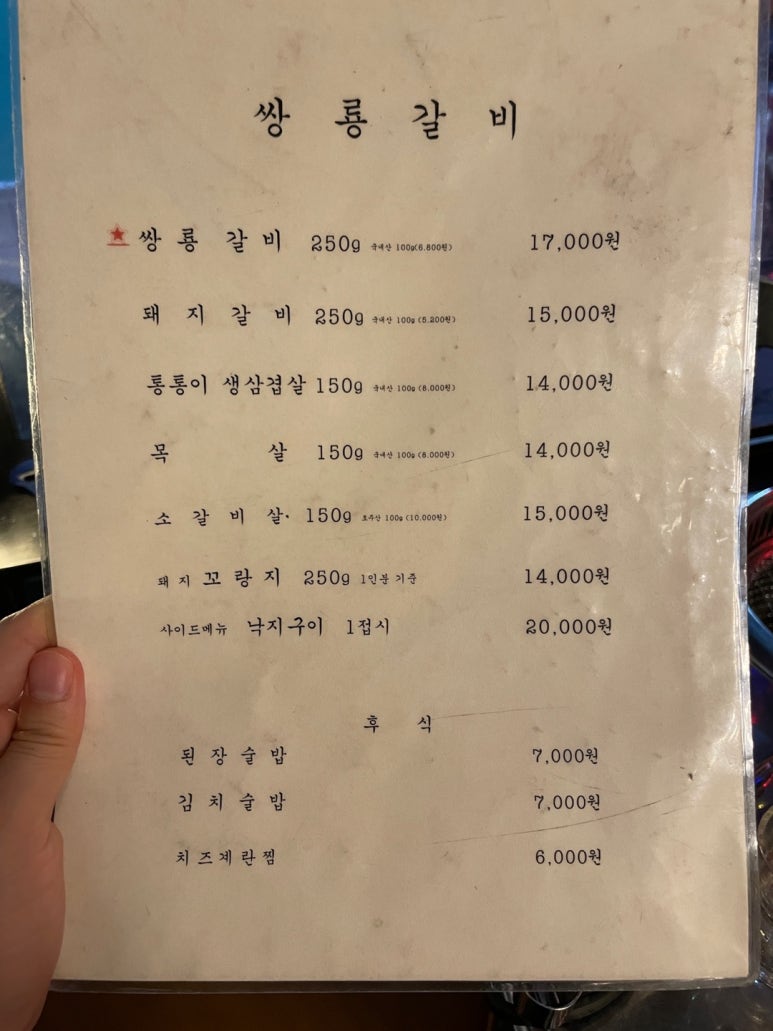 쌍룡갈비
★ 쌍룡갈비 250g 국내산 100g(6.800원) 17,000원
돼지갈비 250g 국내산 100g (5.200원) 15,000원
통통이 생삼겹살 150g 국내산 100g (8.000원) 14,000원
목살 150g 국내산 100g (8.000원) 14,000원
소갈비살· 150g 호주산 100g (10.000원) 15,000원
돼지 꼬랑지 250g 1인분 기준 14,000원
사이드메뉴 낙지구이 1접시 20,000원
후식
된장술밥 7,000원
김치술밥 7,000원
치즈계란찜 6,000원